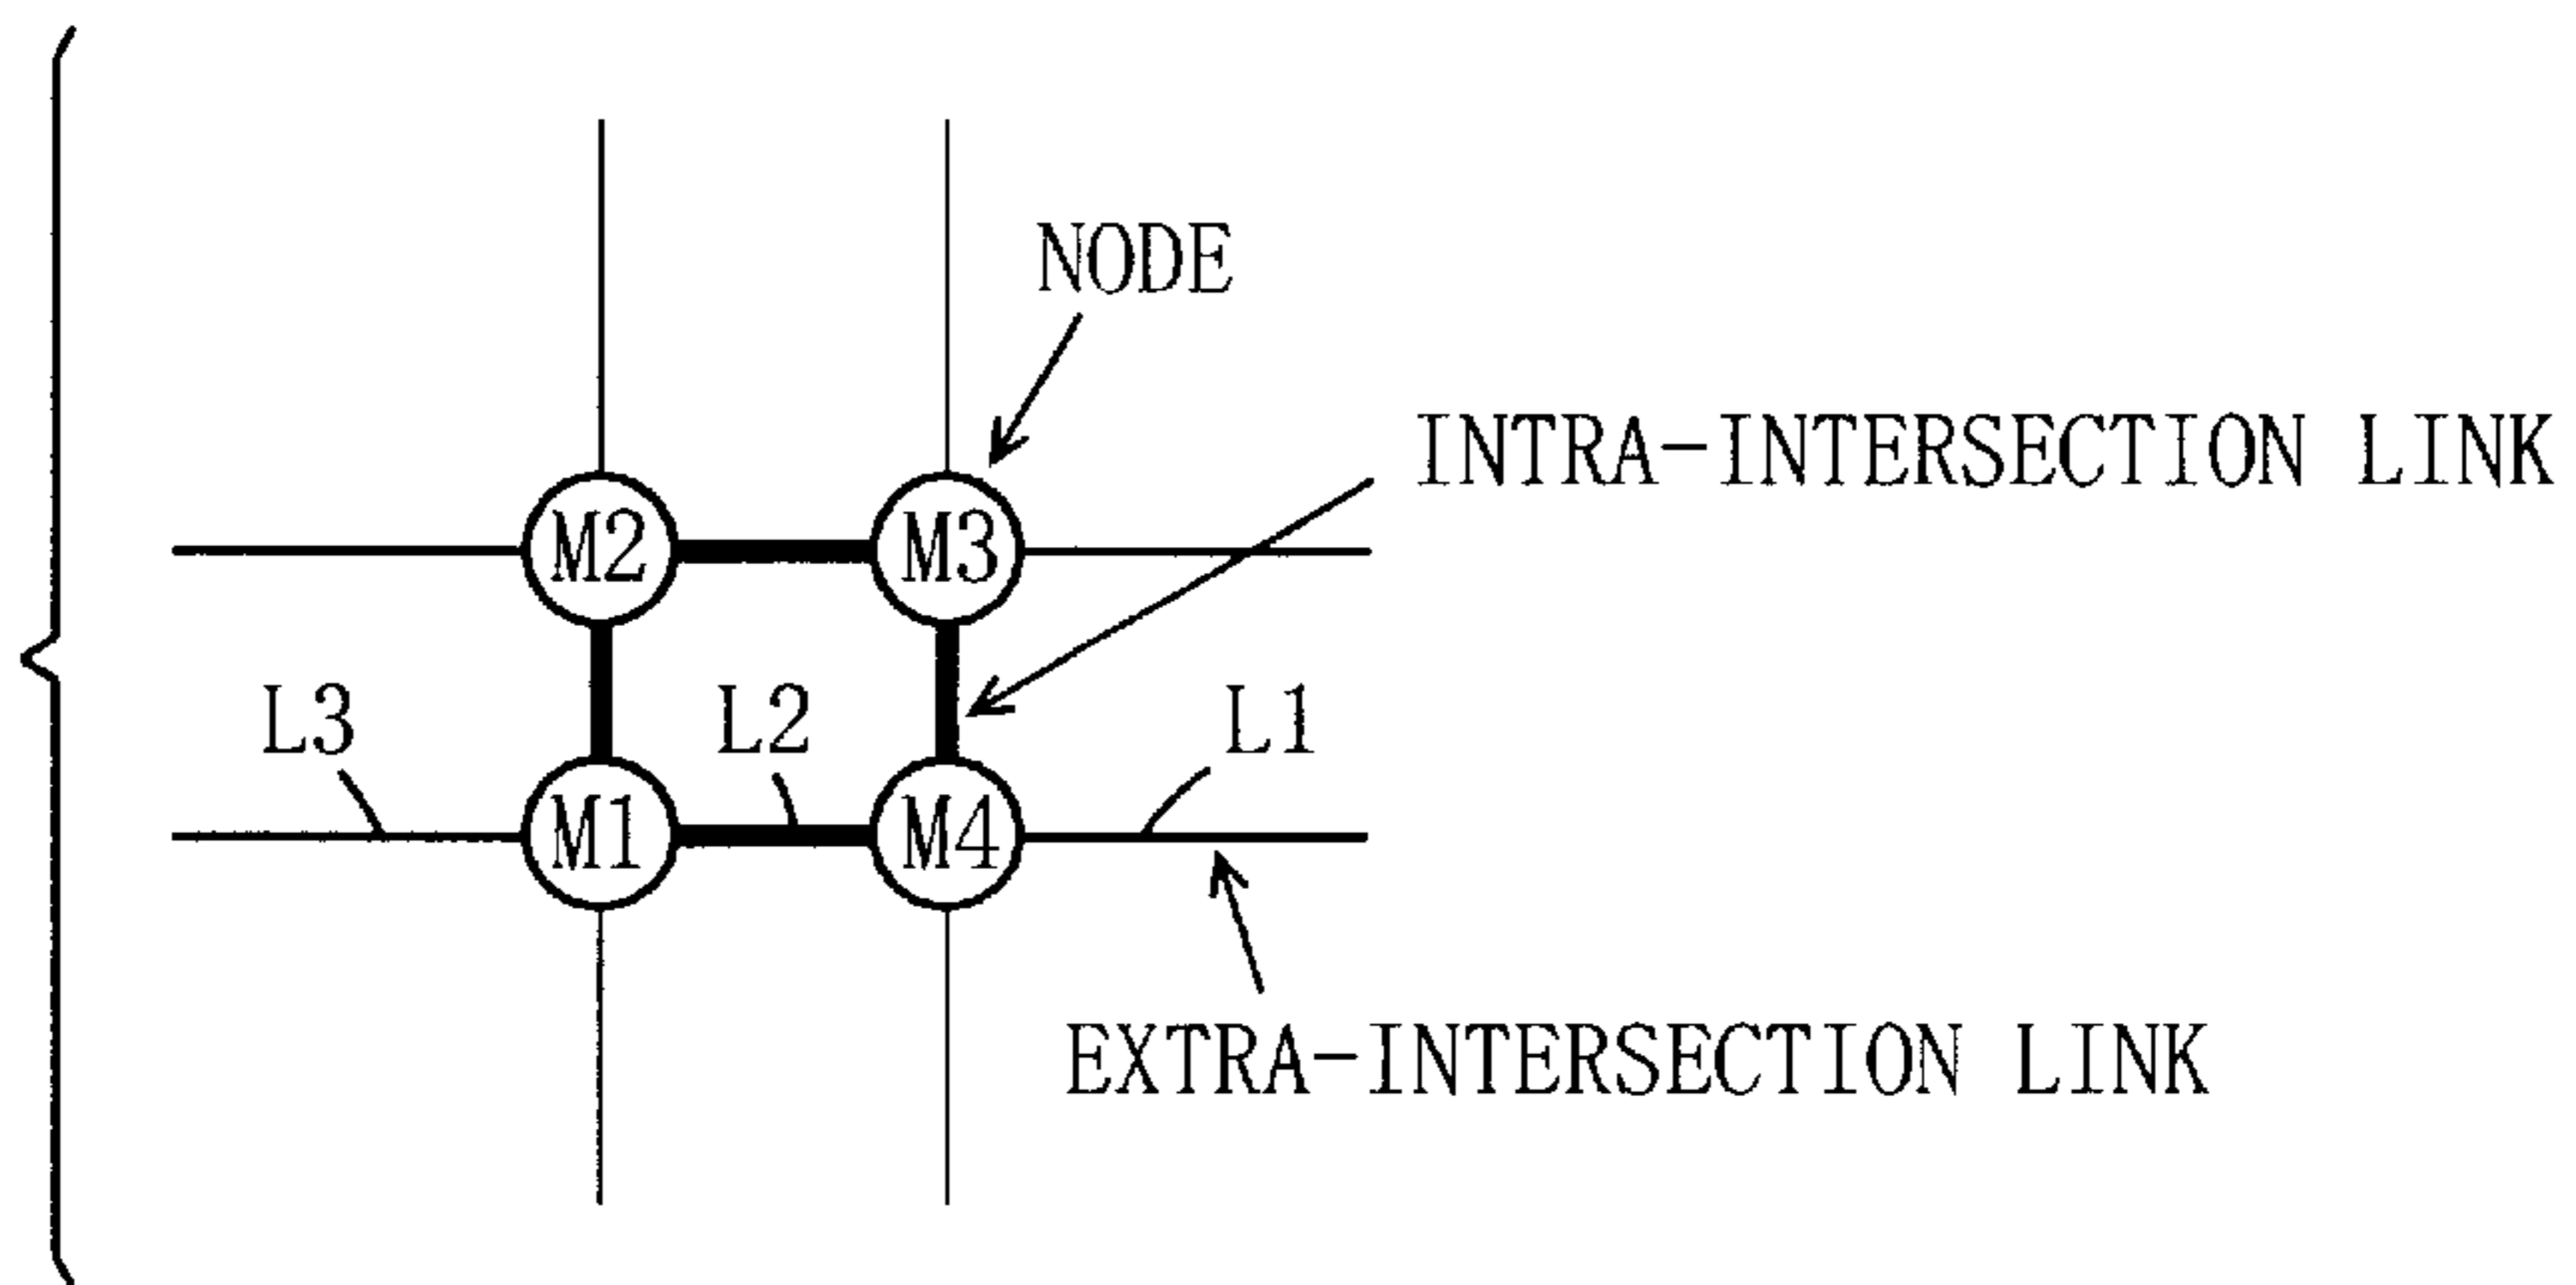 NODE
INTRA-INTERSECTION LINK
M2
M3
L3
L2
L1
M1
M4
EXTRA-INTERSECTION LINK